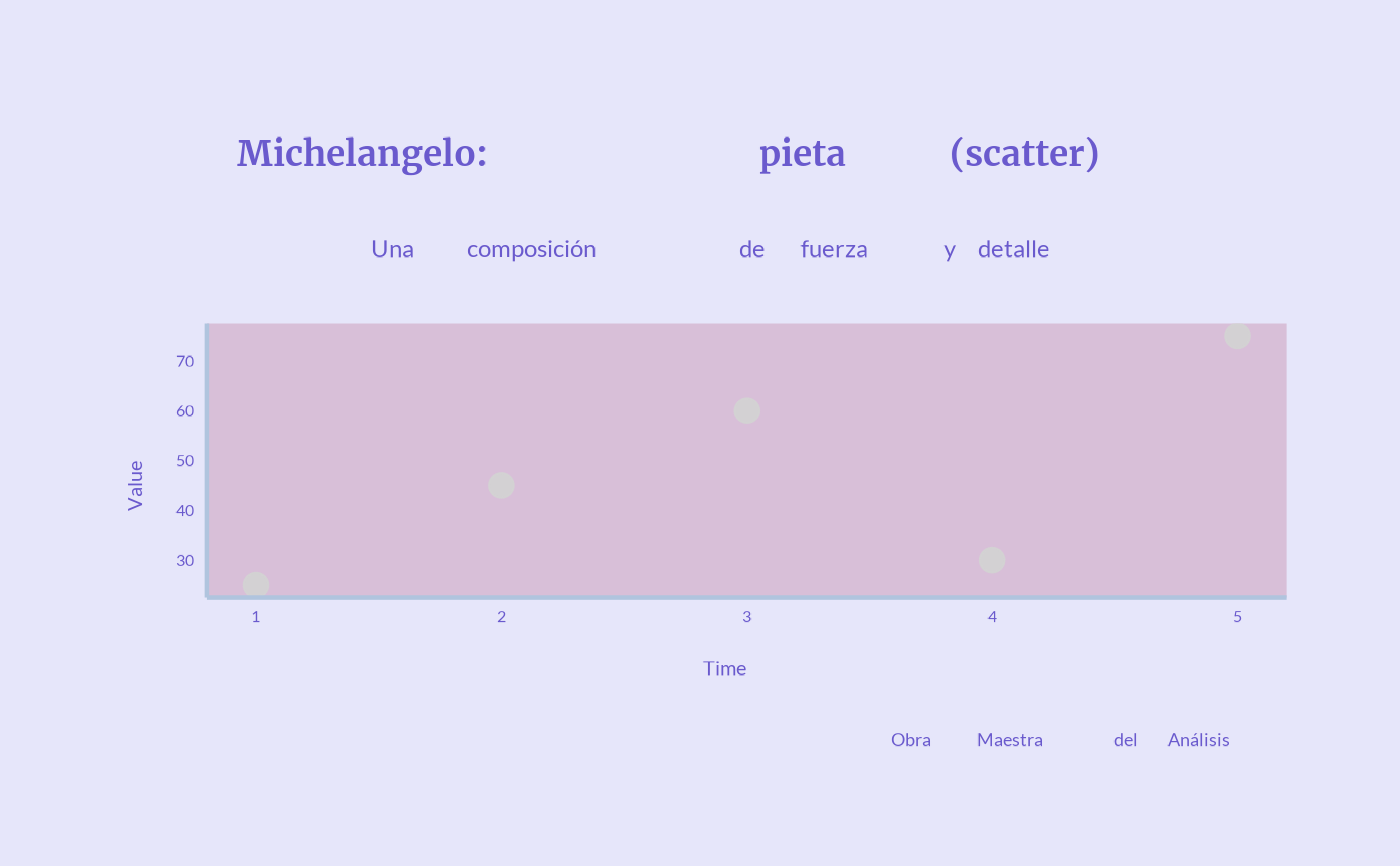 Michelangelo: pieta (scatter)
Una composición de fuerza y detalle
70
60
50
40
30
Value
1 2 3 4 5
Time
Obra Maestra del Análisis